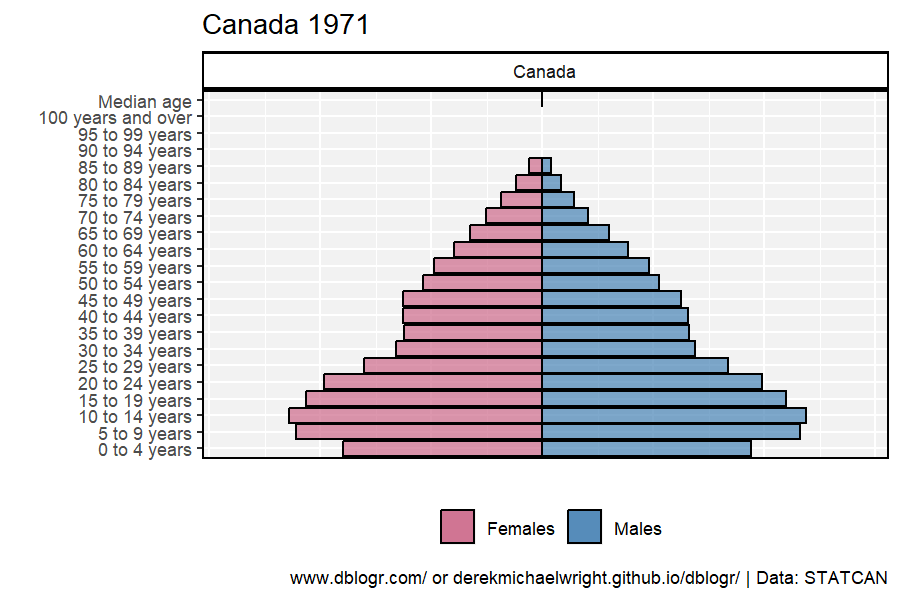 Canada 1971
Canada
Median age
100 years and over
95 to 99 years
90 to 94 years
85 to 89 years
80 to 84 years
75 to 79 years
70 to 74 years
65 to 69 years
60 to 64 years
55 to 59 years
50 to 54 years
45 to 49 years
40 to 44 years
35 to 39 years
30 to 34 years
25 to 29 years
20 to 24 years
15 to 19 years
10 to 14 years
5 to 9 years
0 to 4 years
Females Males
www.dblogr.com/ or derekmichaelwright.github.io/dblogr/ | Data: STATCAN